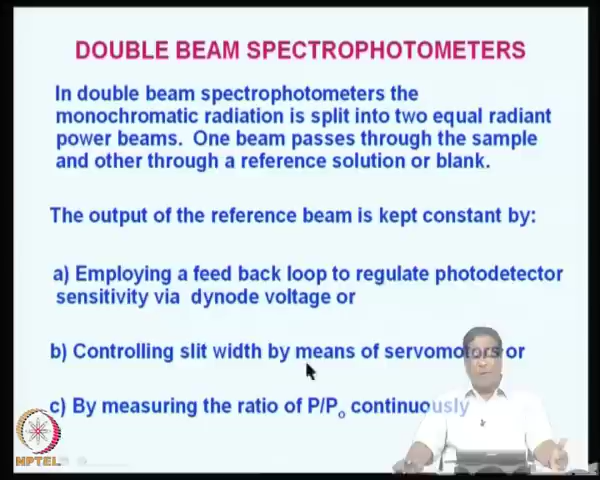 DOUBLE BEAM SPECTROPHOTOMETERS
In double beam spectrophotometers the
monochromatic radiation is split into two equal radiant
power beams. One beam passes through the sample
and other through a reference solution or blank.
The output of the reference beam is kept constant by:
a) Employing a feed back loop to regulate photodetector
sensitivity via dynode voltage or
b) Controlling slit width by means of servomotors or
c) By measuring the ratio of P/Po continuously
NPTEL